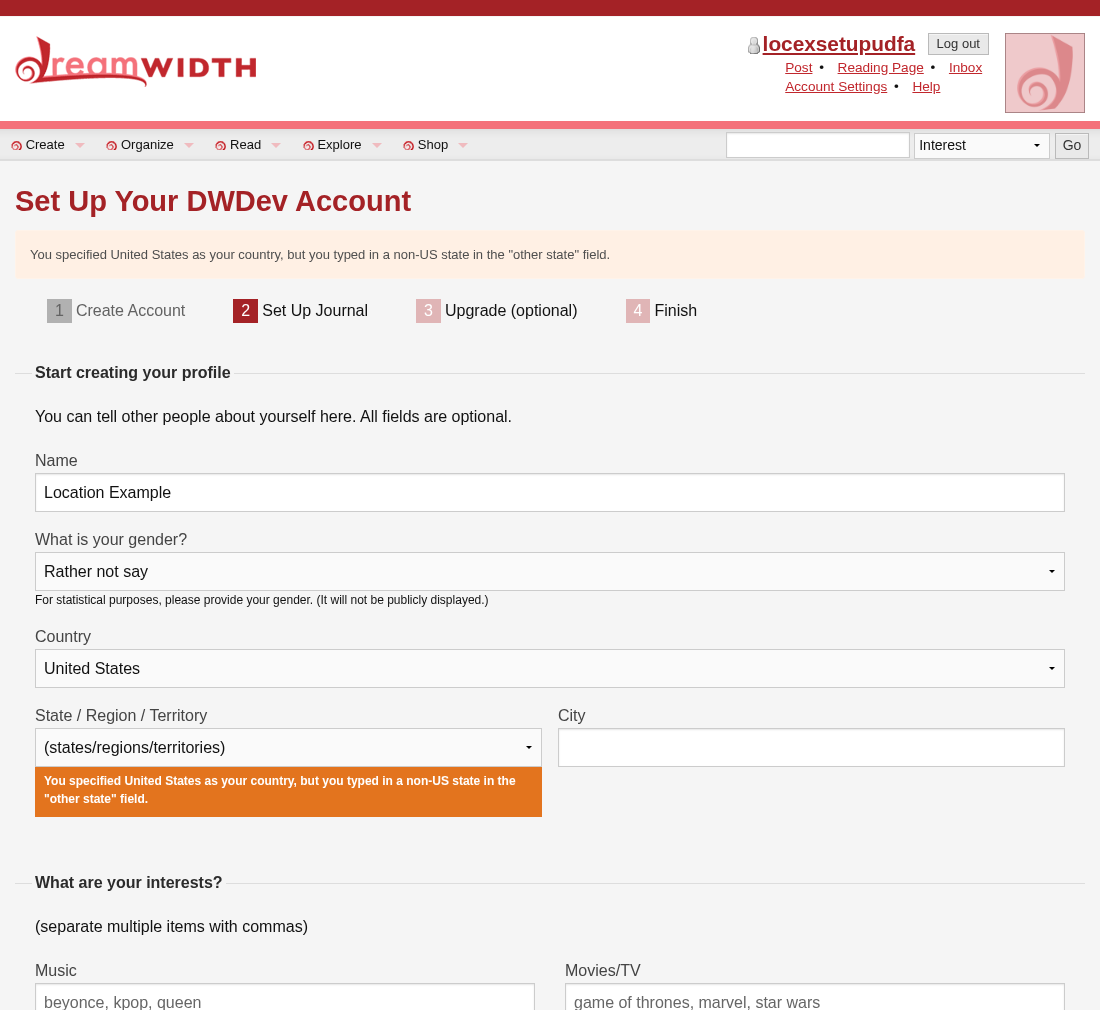 dreamWIDTH
locexsetupudfa Log out
Post • Reading Page • Inbox
Account Settings • Help
Create Organize Read Explore Shop Interest Go
Set Up Your DWDev Account
You specified United States as your country, but you typed in a non-US state in the "other state" field.
1 Create Account 2 Set Up Journal 3 Upgrade (optional) 4 Finish
Start creating your profile
You can tell other people about yourself here. All fields are optional.
Name
Location Example
What is your gender?
Rather not say
For statistical purposes, please provide your gender. (It will not be publicly displayed.)
Country
United States
State / Region / Territory City
(states/regions/territories)
You specified United States as your country, but you typed in a non-US state in the
"other state" field.
What are your interests?
(separate multiple items with commas)
Music Movies/TV
beyonce, kpop, queen game of thrones, marvel, star wars